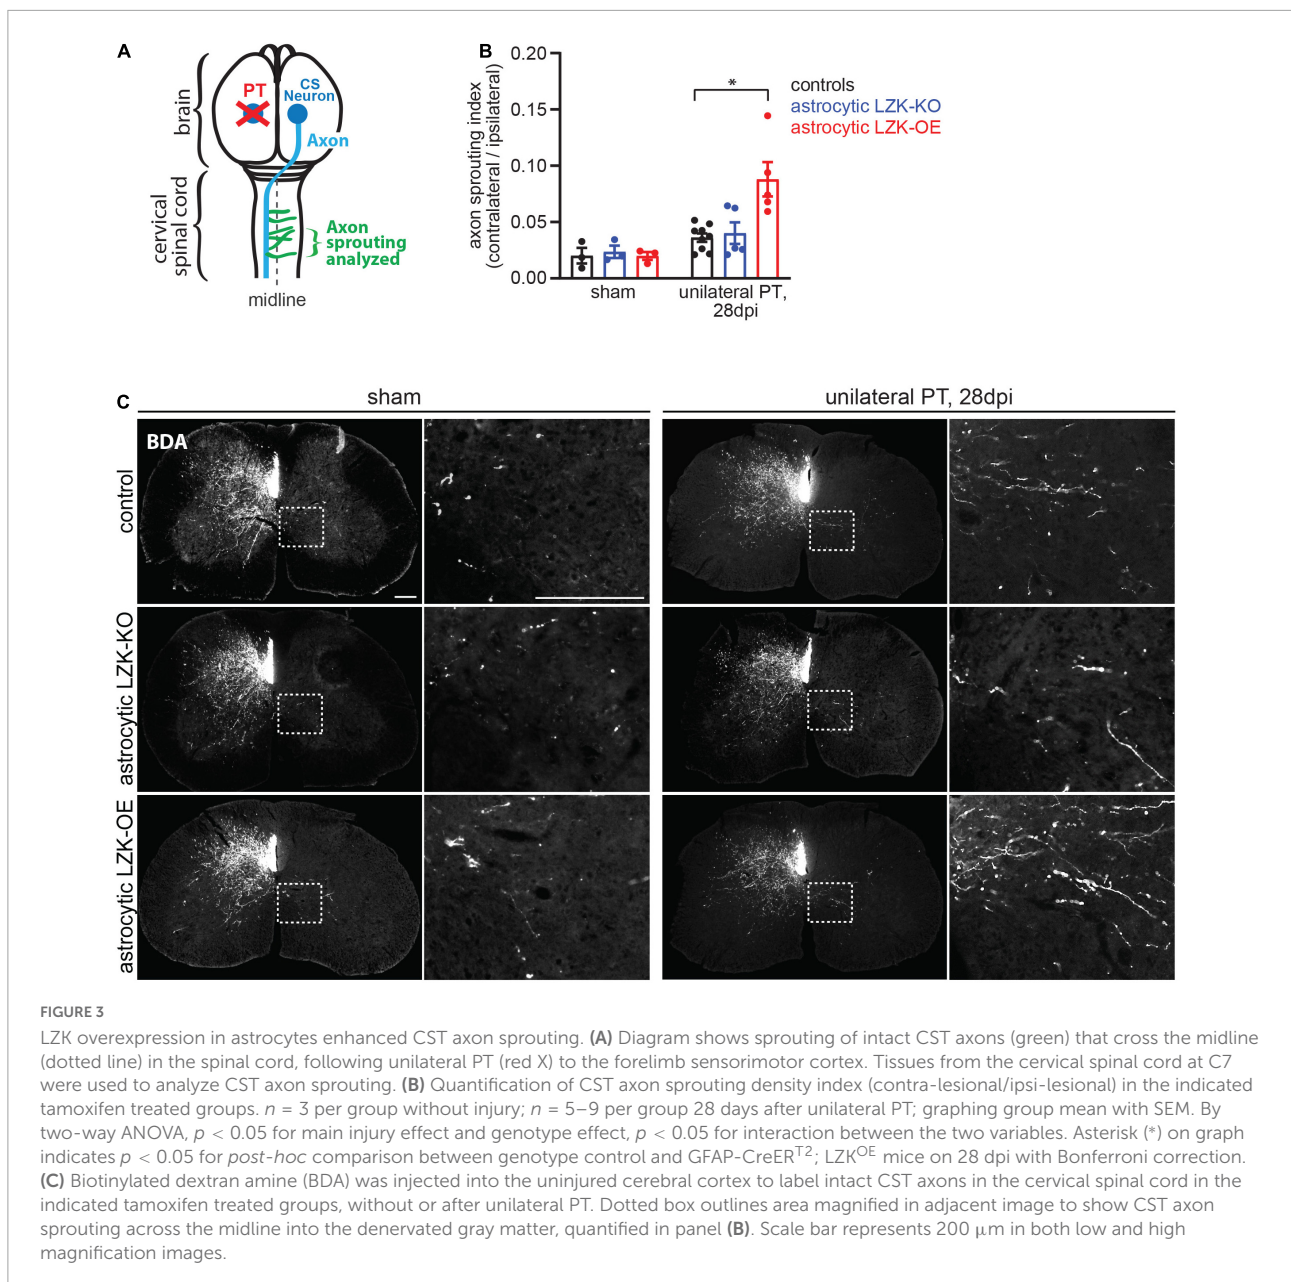 A
brain
PT
CS
Neuron
Axon
cervical
spinal cord
Axon
sprouting
analyzed
midline
B
axon sprouting index
(contralateral / ipsilateral)
0.20
0.15
0.10
0.05
0.00
*
controls
astrocytic LZK-KO
astrocytic LZK-OE
sham
unilateral PT,
28dpi
C
sham
unilateral PT, 28dpi
BDA
control
astrocytic LZK-KO
astrocytic LZK-OE
FIGURE 3
LZK overexpression in astrocytes enhanced CST axon sprouting. (A) Diagram shows sprouting of intact CST axons (green) that cross the midline
(dotted line) in the spinal cord, following unilateral PT (red X) to the forelimb sensorimotor cortex. Tissues from the cervical spinal cord at C7
were used to analyze CST axon sprouting. (B) Quantification of CST axon sprouting density index (contra-lesional/ipsi-lesional) in the indicated
tamoxifen treated groups. n = 3 per group without injury; n = 5–9 per group 28 days after unilateral PT; graphing group mean with SEM. By
two-way ANOVA, p < 0.05 for main injury effect and genotype effect, p < 0.05 for interaction between the two variables. Asterisk (*) on graph
indicates p < 0.05 for post-hoc comparison between genotype control and GFAP-CreERT2; LZKOE mice on 28 dpi with Bonferroni correction.
(C) Biotinylated dextran amine (BDA) was injected into the uninjured cerebral cortex to label intact CST axons in the cervical spinal cord in the
indicated tamoxifen treated groups, without or after unilateral PT. Dotted box outlines area magnified in adjacent image to show CST axon
sprouting across the midline into the denervated gray matter, quantified in panel (B). Scale bar represents 200 μm in both low and high
magnification images.